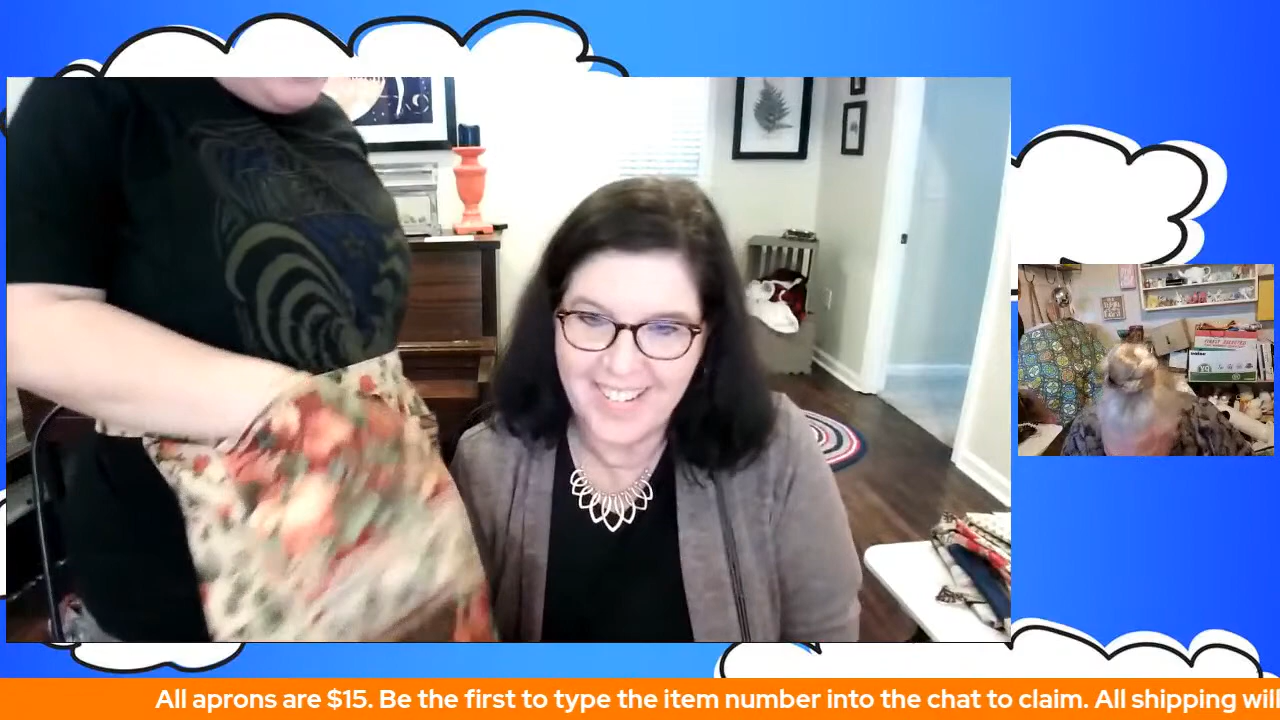 All aprons are $15. Be the first to type the item number into the chat to claim. All shipping will